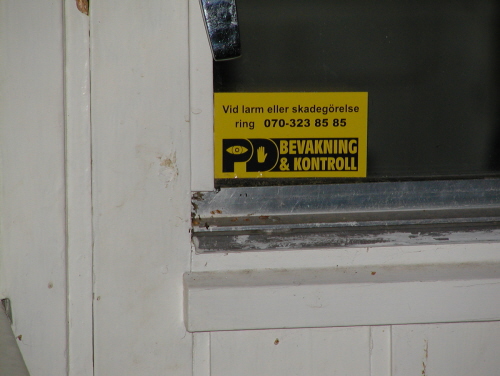 Vid larm eller skadegörelse
ring 070-323 85 85
PD BEVAKNING
& KONTROLL